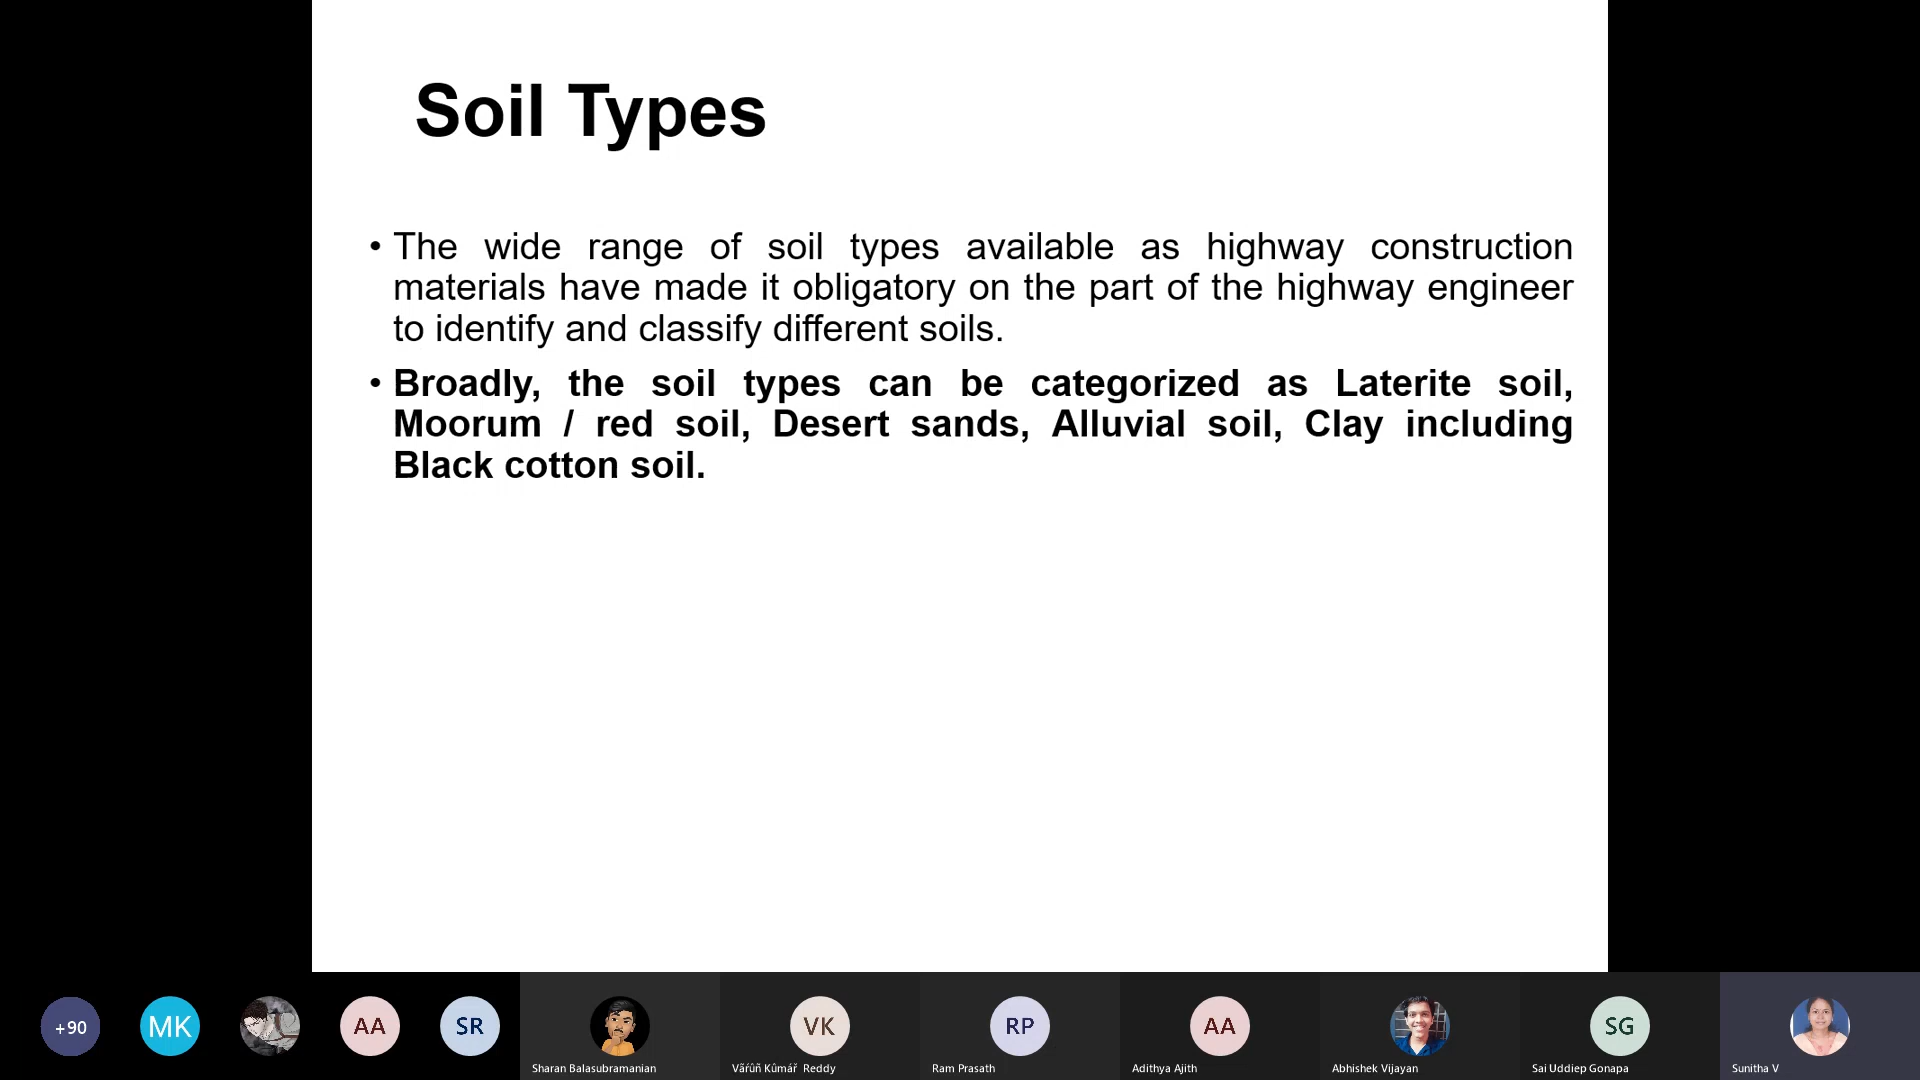 Soil Types
• The wide range of soil types available as highway construction
materials have made it obligatory on the part of the highway engineer
to identify and classify different soils.
• Broadly, the soil types can be categorized as Laterite soil,
Moorum / red soil, Desert sands, Alluvial soil, Clay including
Black cotton soil.
+90
MK
AA
SR
VK
RP
AA
SG
Sharan Balasubramanian
Vãŕûñ Kûmář Reddy
Ram Prasath
Adithya Ajith
Abhishek Vijayan
Sai Uddiep Gonapa
Sunitha V